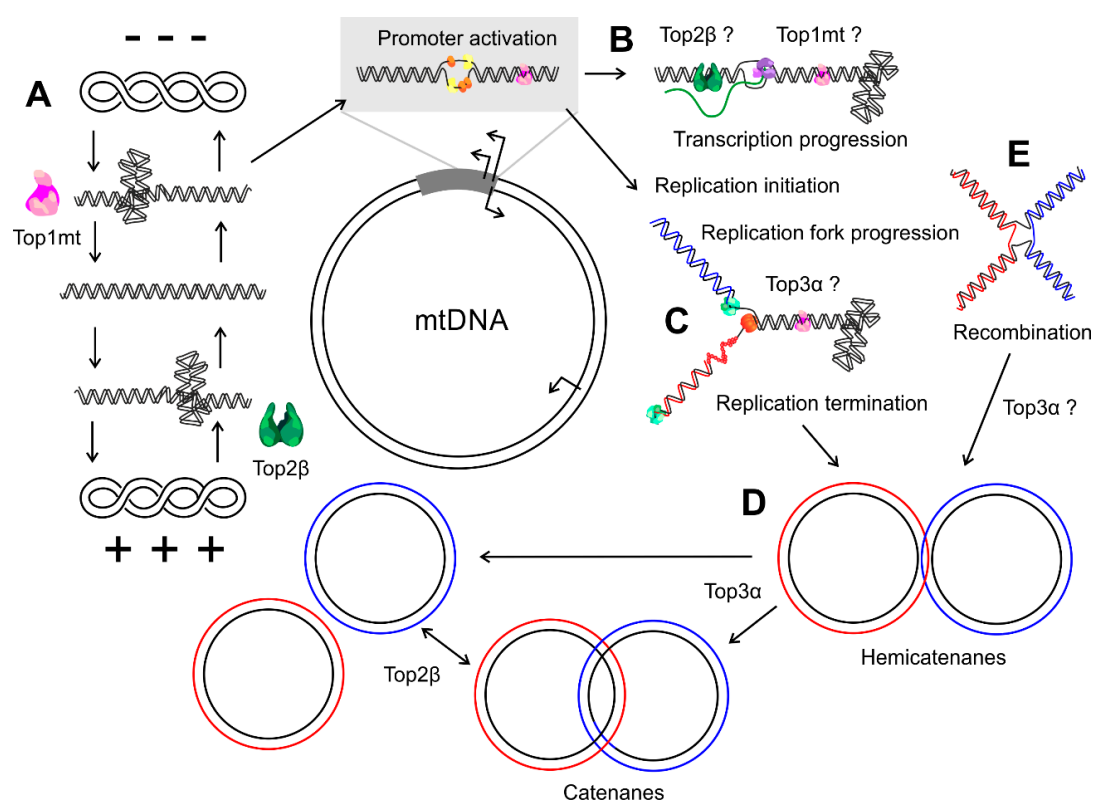 - - -
A
Top1mt
Top2β
+ + +
Promoter activation
mtDNA
B
Top2β ?
Top1mt ?
Transcription progression
Replication initiation
Replication fork progression
C
Top3α ?
Replication termination
E
Recombination
Top3α ?
D
Top3α
Hemicatenanes
Top2β
Catenanes